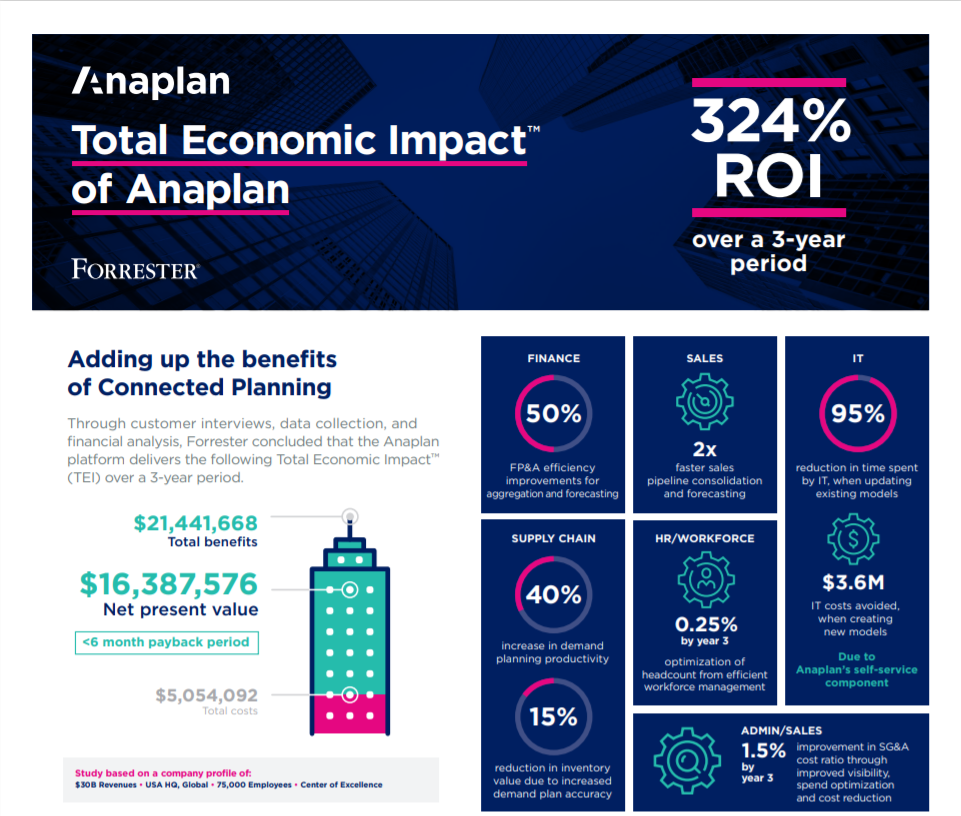 Anaplan
Total Economic Impact™
of Anaplan
FORRESTER®
324%
ROI
over a 3-year
period
Adding up the benefits
of Connected Planning
Through customer interviews, data collection, and
financial analysis, Forrester concluded that the Anaplan
platform delivers the following Total Economic Impact™
(TEI) over a 3-year period.
$21,441,668
Total benefits
$16,387,576
Net present value
<6 month payback period
$5,054,092
Total costs
Study based on a company profile of:
$30B Revenues • USA HQ, Global • 75,000 Employees • Center of Excellence
FINANCE
50%
FP&A efficiency
improvements for
aggregation and forecasting
SALES
2x
faster sales
pipeline consolidation
and forecasting
IT
95%
reduction in time spent
by IT, when updating
existing models
$
$3.6M
IT costs avoided,
when creating
new models
Due to
Anaplan's self-service
component
SUPPLY CHAIN
40%
increase in demand
planning productivity
15%
reduction in inventory
value due to increased
demand plan accuracy
HR/WORKFORCE
0.25%
by year 3
optimization of
headcount from efficient
workforce management
ADMIN/SALES
1.5%
by
year 3
improvement in SG&A
cost ratio through
improved visibility,
spend optimization
and cost reduction